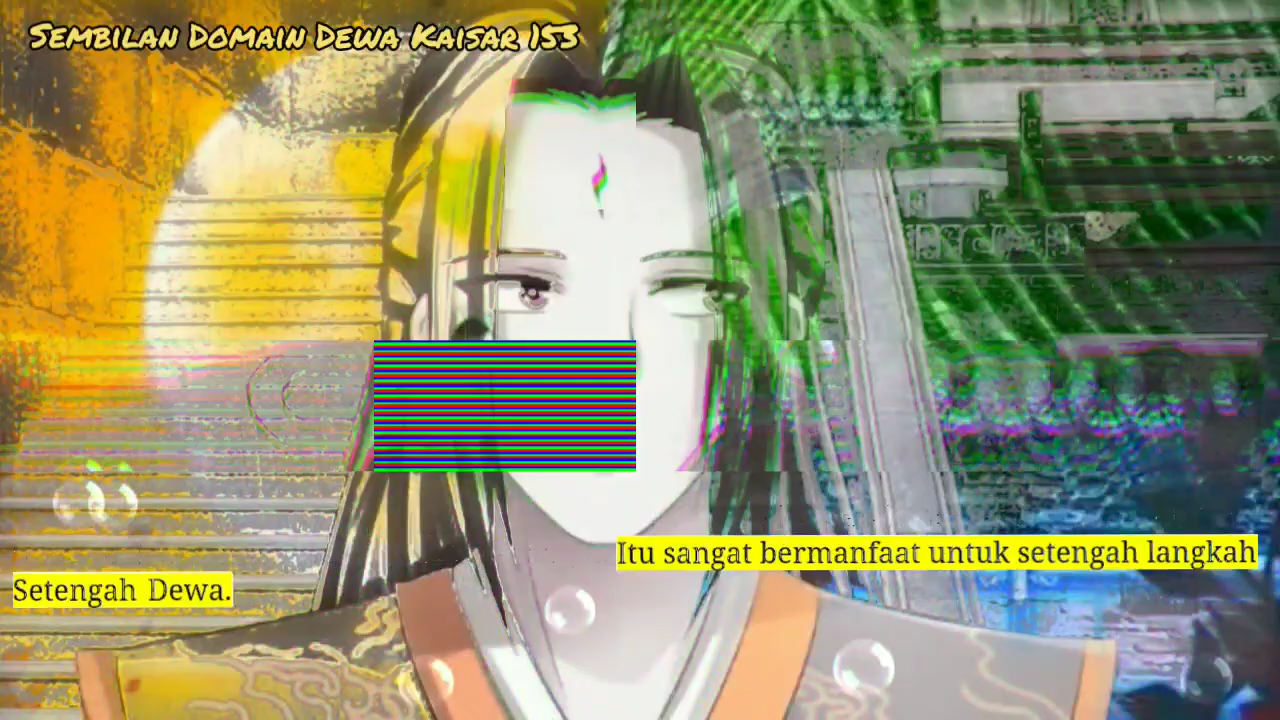 Sembilan Domain Dewa Kaisar 153
Itu sangat bermanfaat untuk setengah langkah
Setengah Dewa.